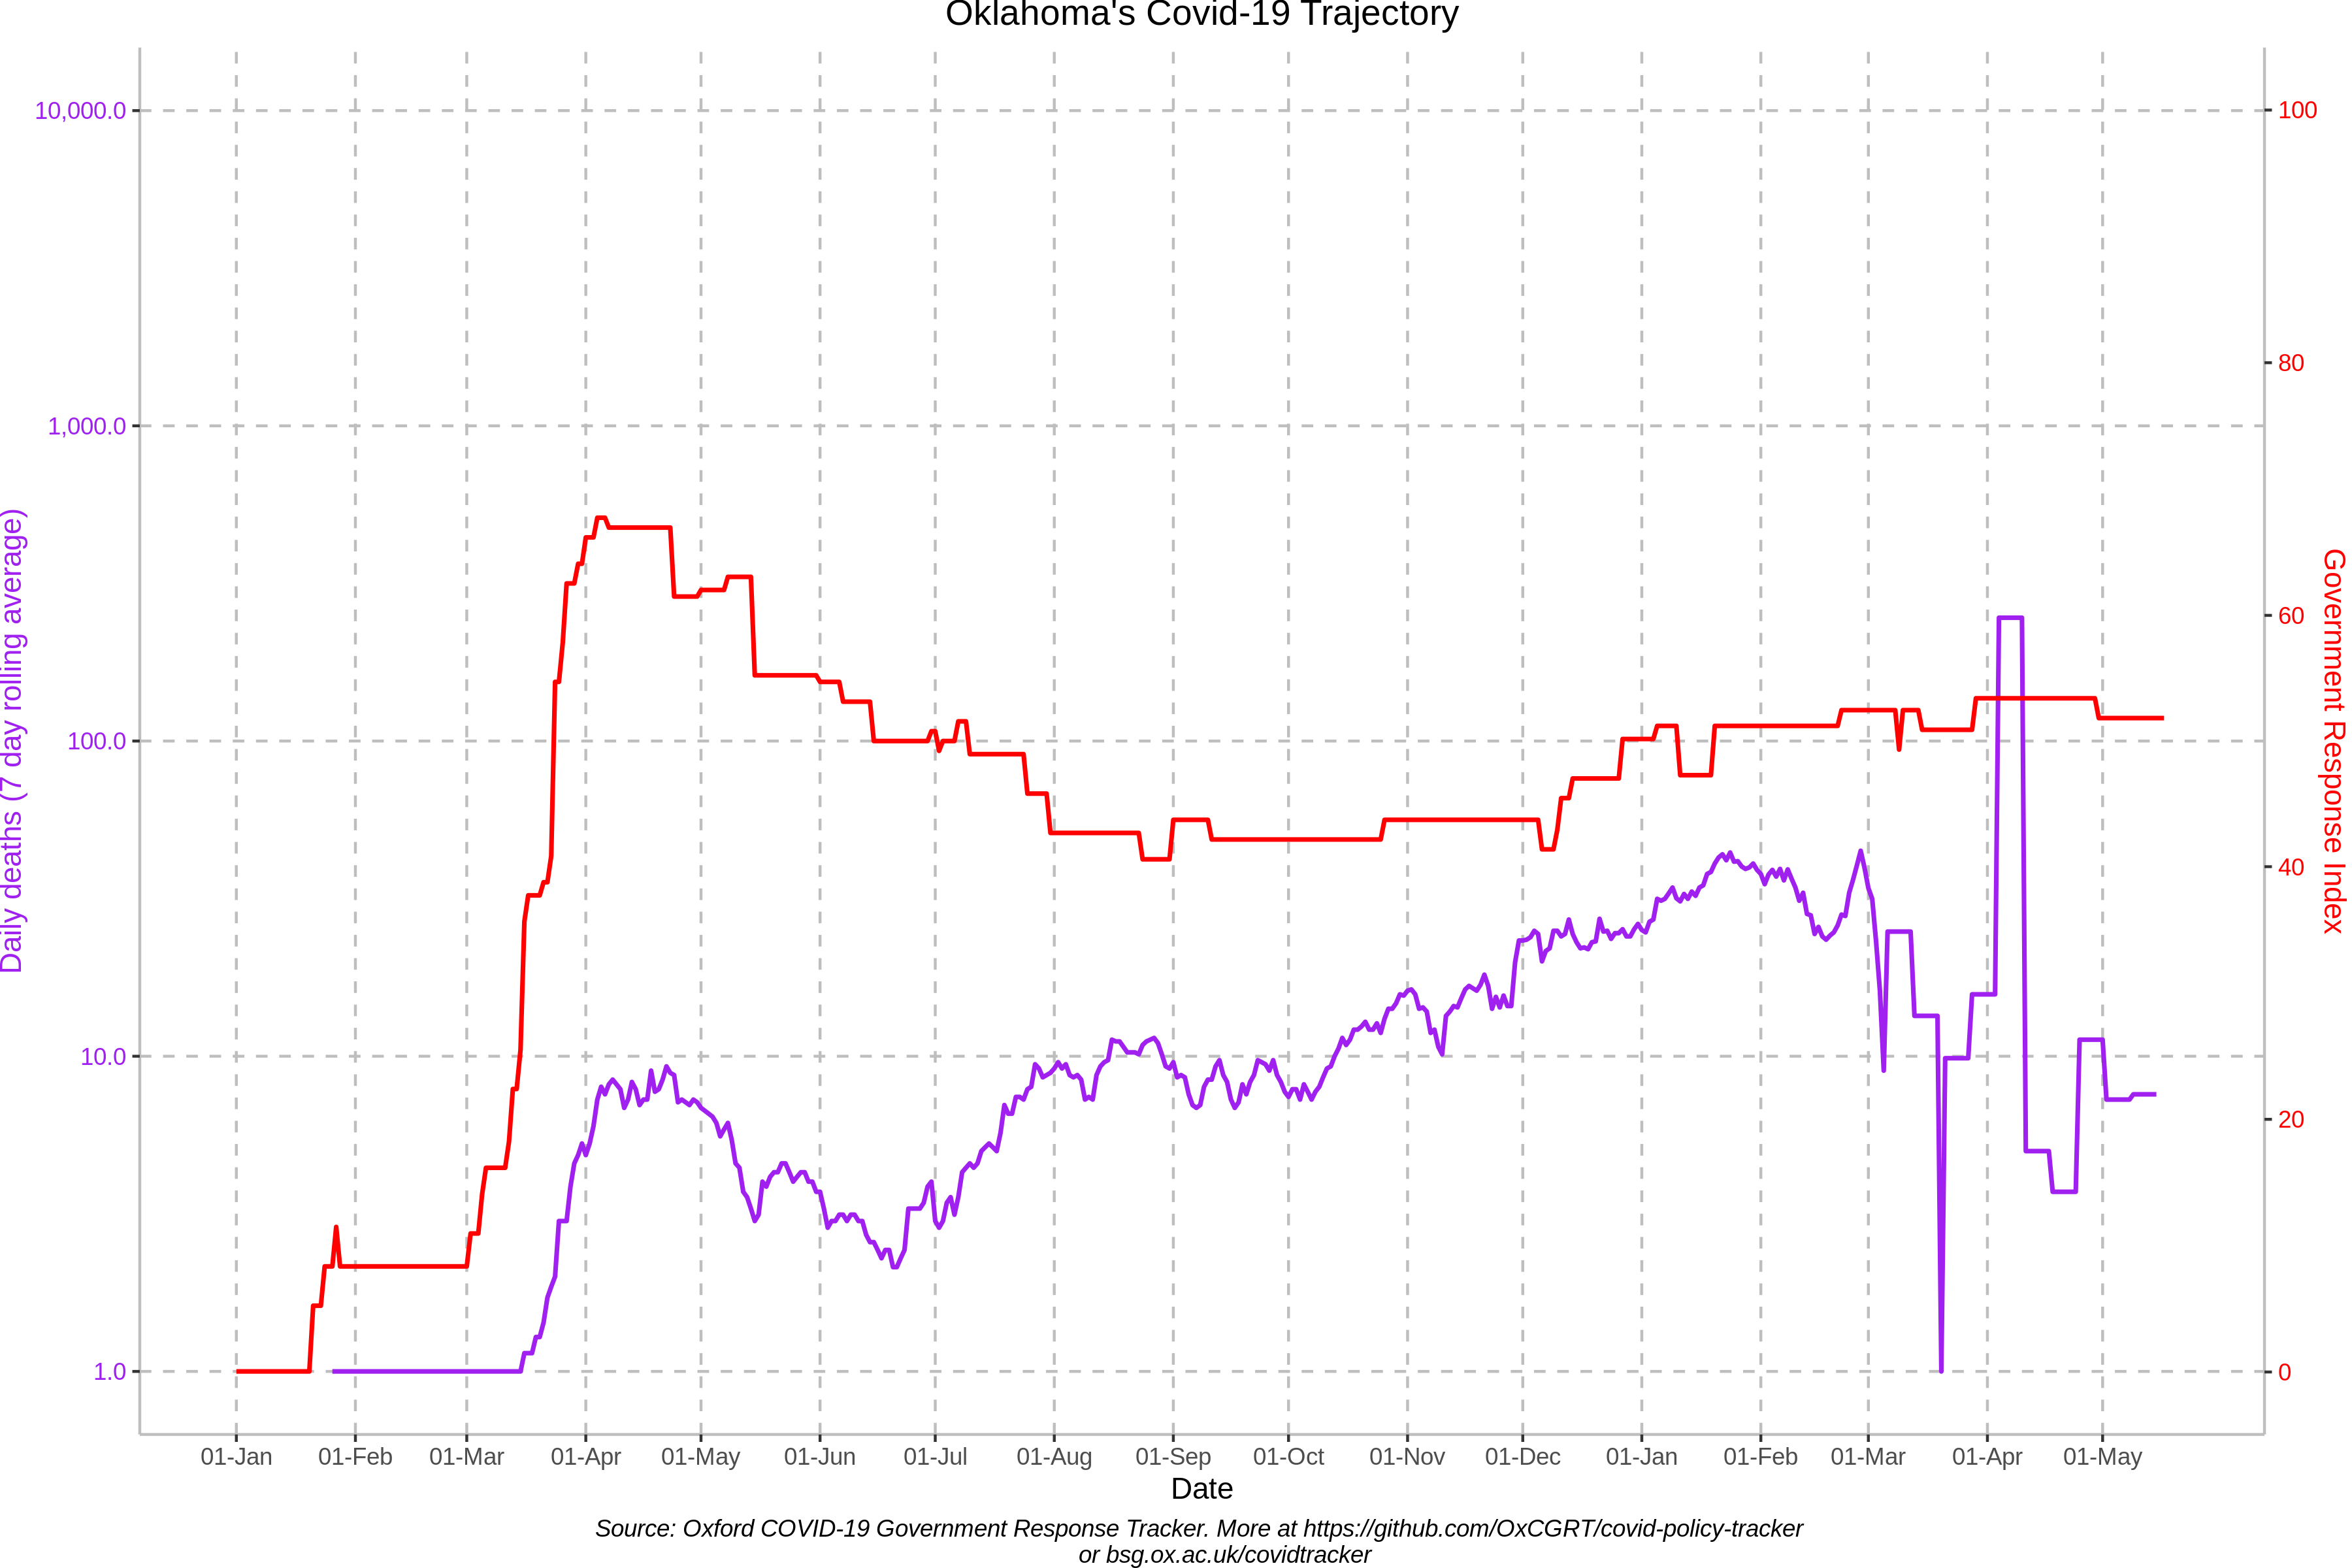 Oklahoma's Covid-19 Trajectory
10,000.0
1,000.0
100.0
10.0
1.0
Daily deaths (7 day rolling average)
100
80
60
40
20
0
Government Response Index
01-Jan 01-Feb 01-Mar 01-Apr 01-May 01-Jun 01-Jul 01-Aug 01-Sep 01-Oct 01-Nov 01-Dec 01-Jan 01-Feb 01-Mar 01-Apr 01-May
Date
Source: Oxford COVID-19 Government Response Tracker. More at https://github.com/OxCGRT/covid-policy-tracker
or bsg.ox.ac.uk/covidtracker